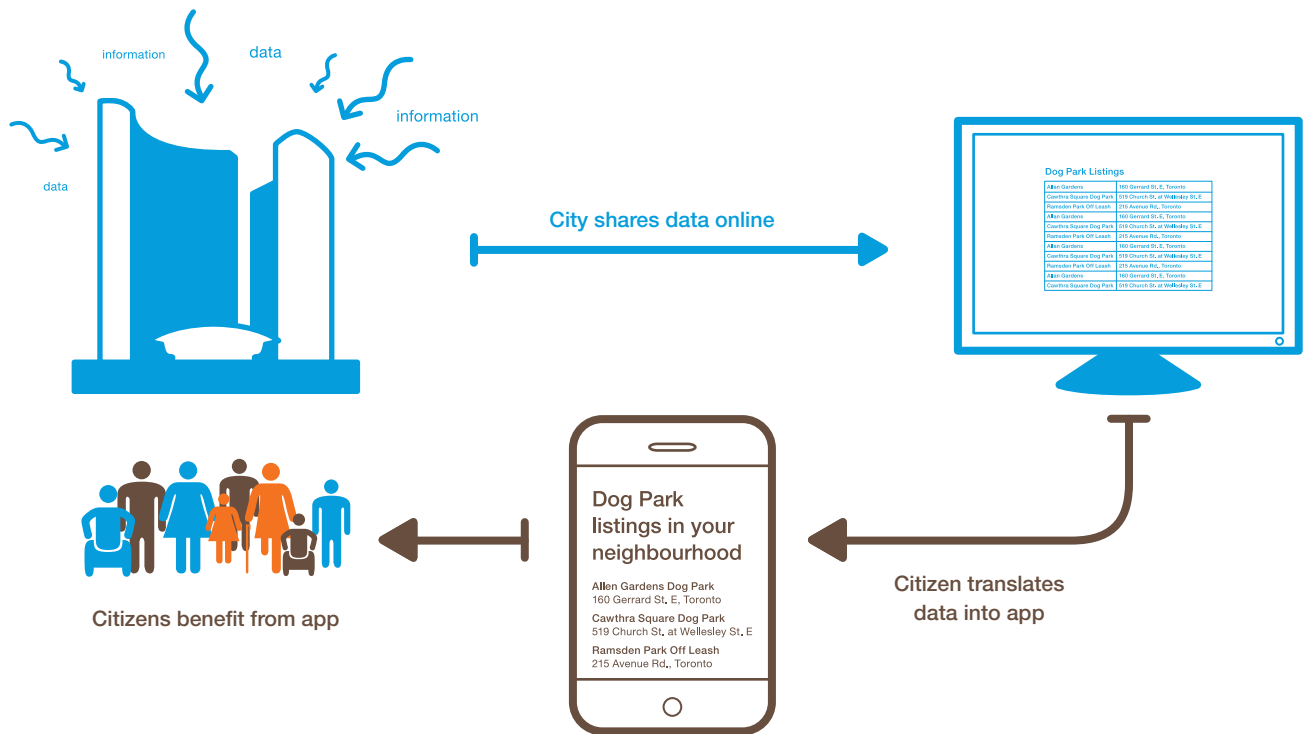 information
data
data
information
City shares data online
Dog Park Listings
Allen Gardens 160 Gerrard St. E, Toronto
Cawthra Square Dog Park 519 Church St. at Wellesley St. E
Ramsden Park Off Leash 215 Avenue Rd., Toronto
Allen Gardens 160 Gerrard St. E, Toronto
Cawthra Square Dog Park 519 Church St. at Wellesley St. E
Ramsden Park Off Leash 215 Avenue Rd., Toronto
Allen Gardens 160 Gerrard St. E, Toronto
Cawthra Square Dog Park 519 Church St. at Wellesley St. E
Ramsden Park Off Leash 215 Avenue Rd., Toronto
Allen Gardens 160 Gerrard St. E, Toronto
Cawthra Square Dog Park 519 Church St. at Wellesley St. E
Citizen translates
data into app
Dog Park
listings in your
neighbourhood
Allen Gardens Dog Park
160 Gerrard St. E, Toronto
Cawthra Square Dog Park
519 Church St. at Wellesley St. E
Ramsden Park Off Leash
215 Avenue Rd., Toronto
Citizens benefit from app